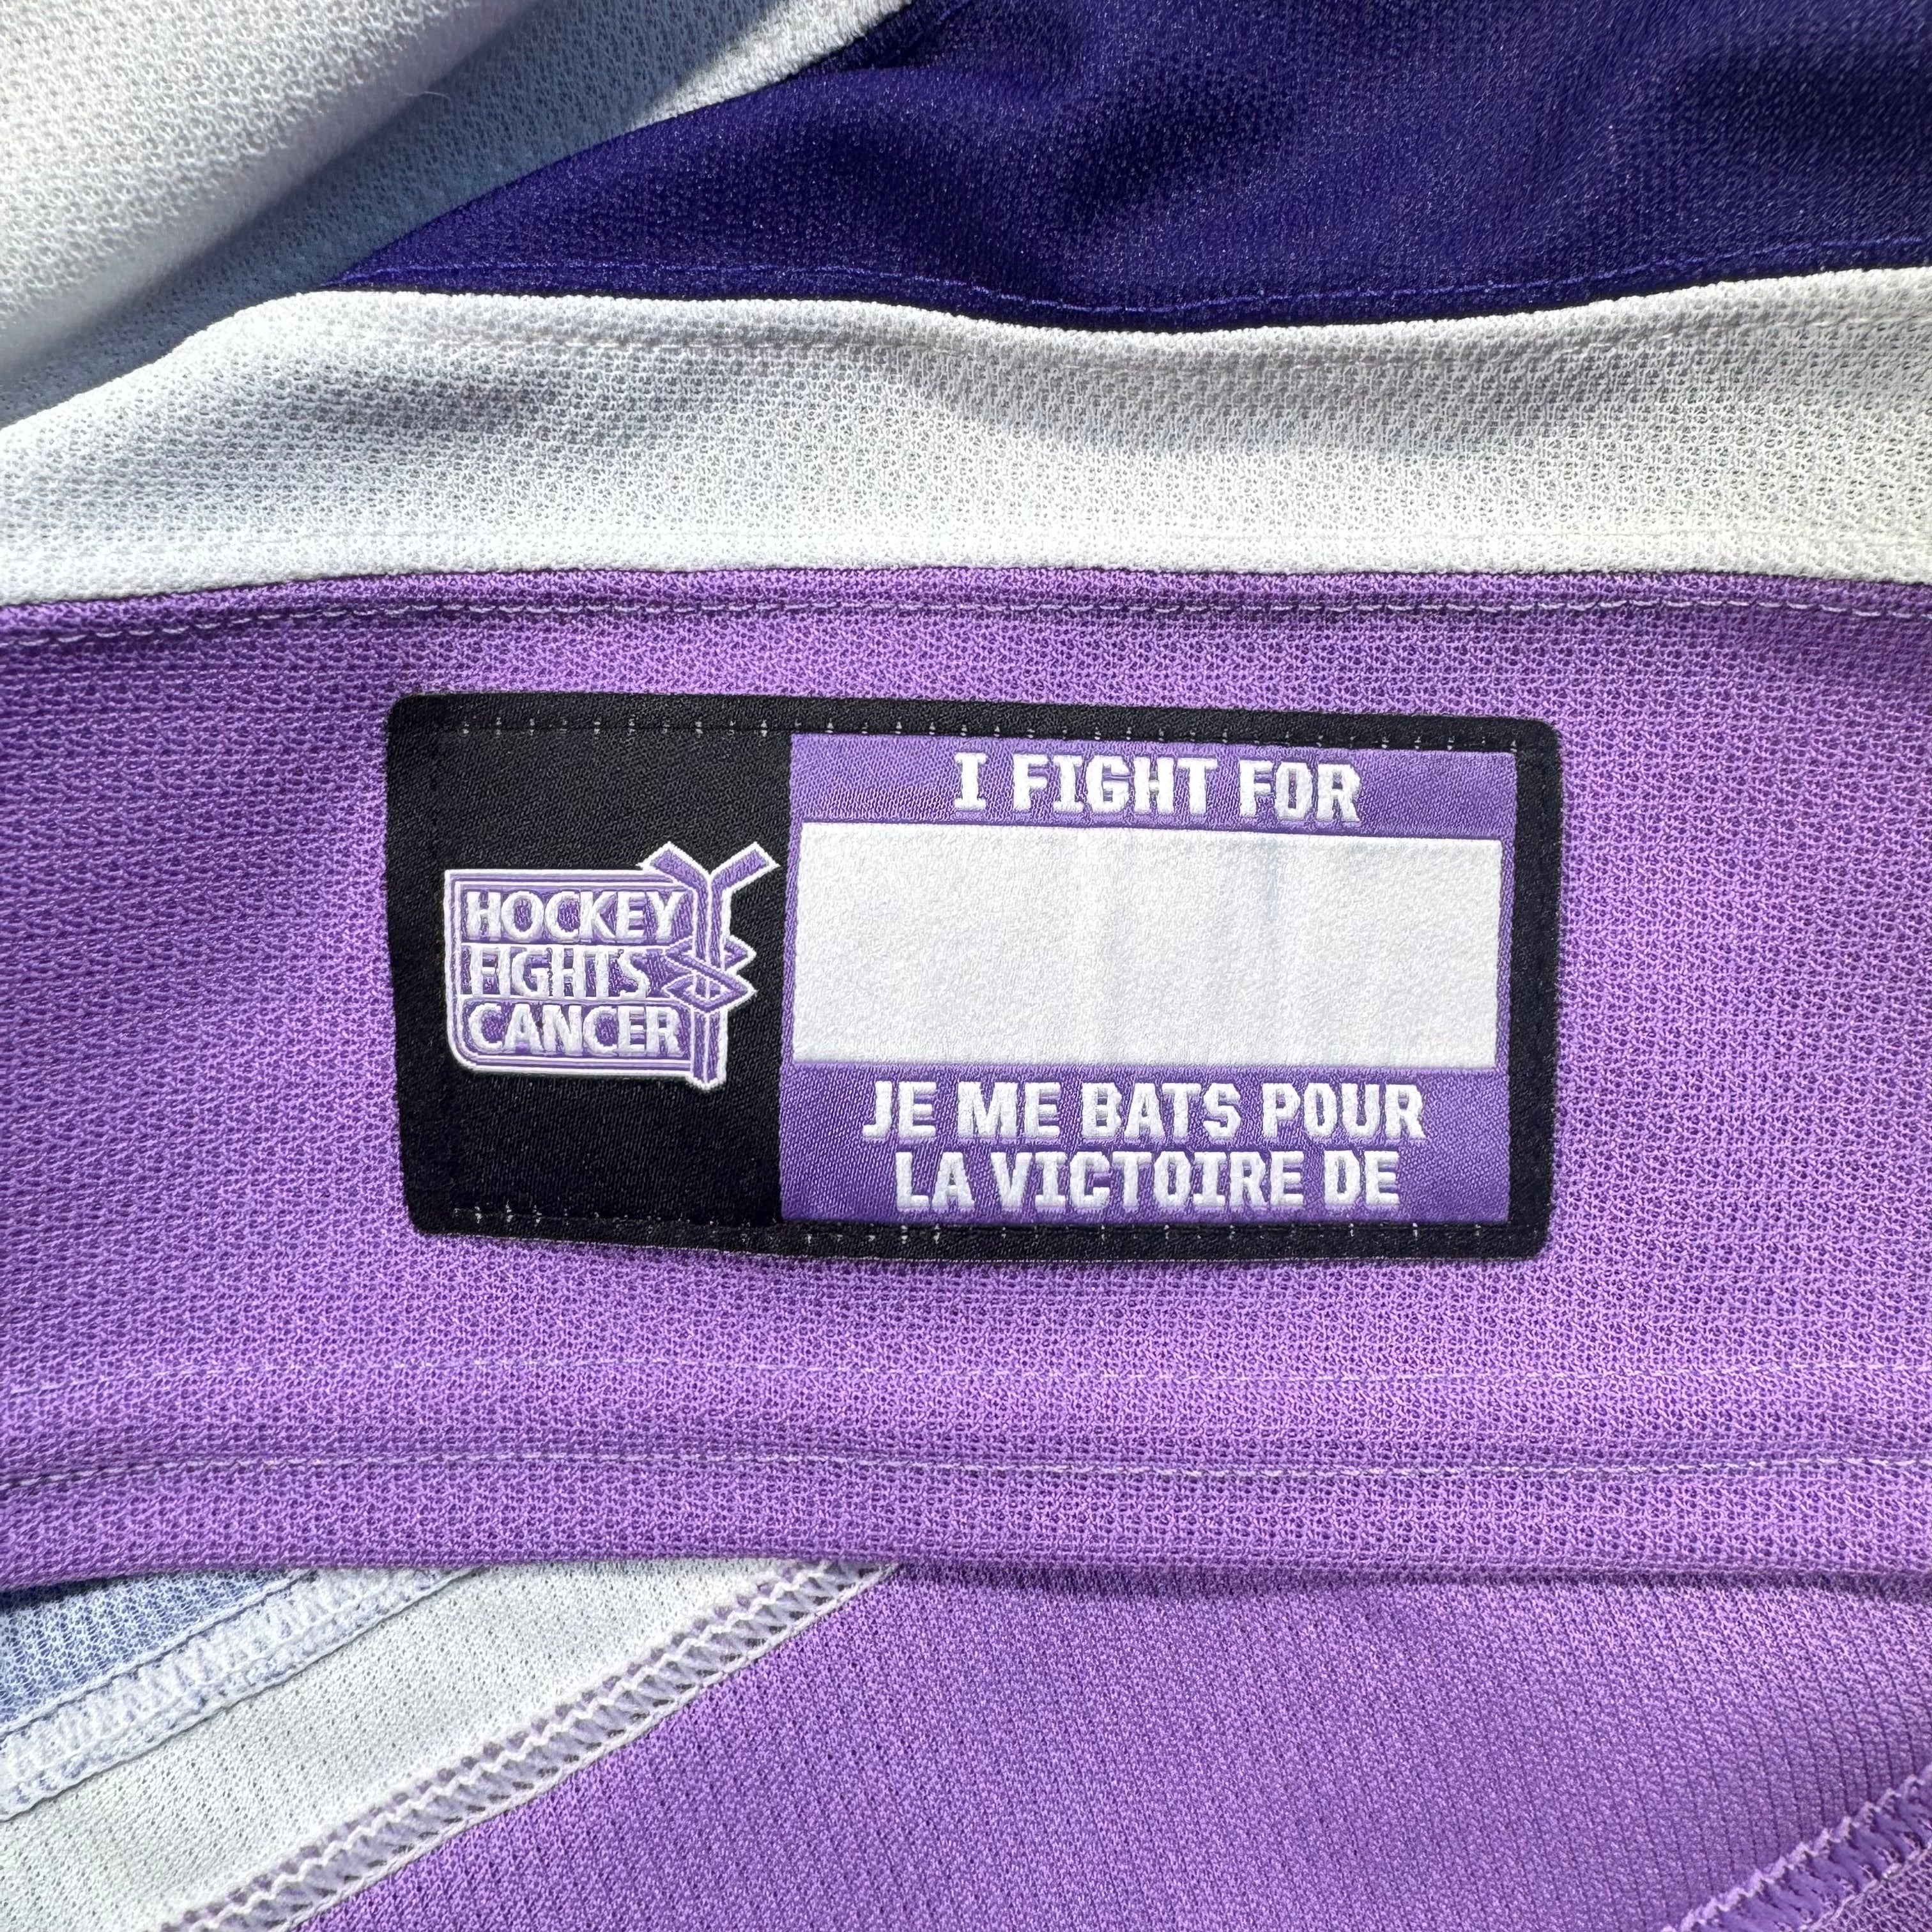 HOCKEY
FIGHTS
CANCER
I FIGHT FOR
JE ME BATS POUR
LA VICTOIRE DE